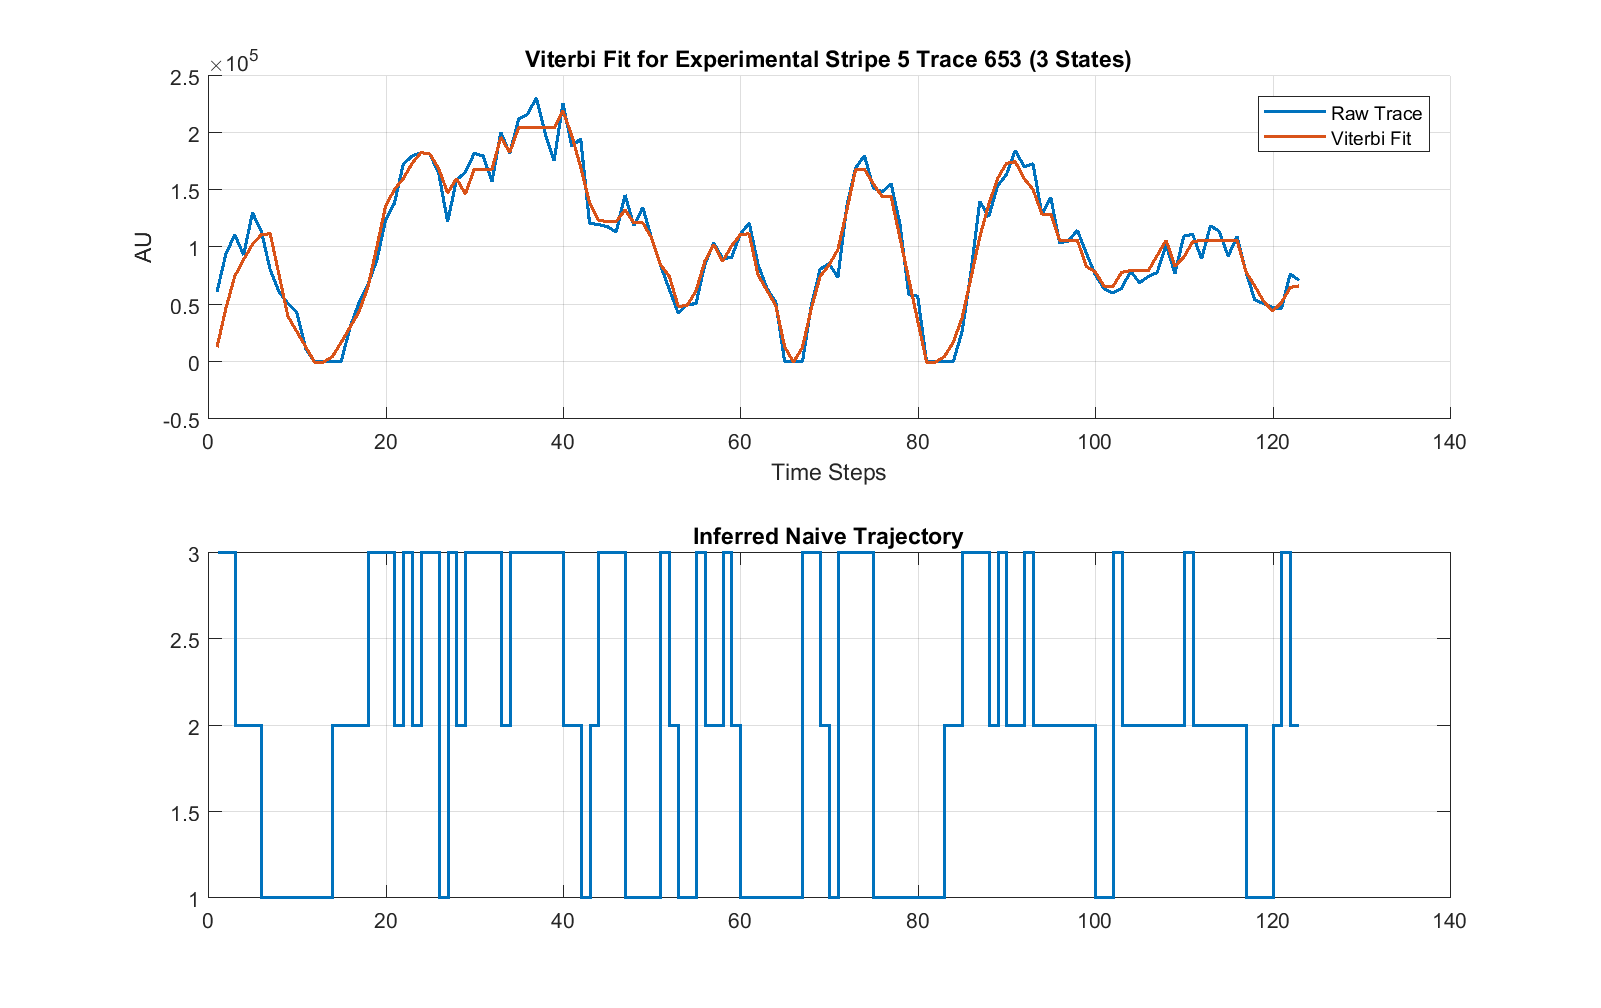 Viterbi Fit for Experimental Stripe 5 Trace 653 (3 States)
×10^5
2.5
2
1.5
1
0.5
0
-0.5
AU
Raw Trace
Viterbi Fit
0 20 40 60 80 100 120 140
Time Steps
Inferred Naive Trajectory
3
2.5
2
1.5
1
0 20 40 60 80 100 120 140